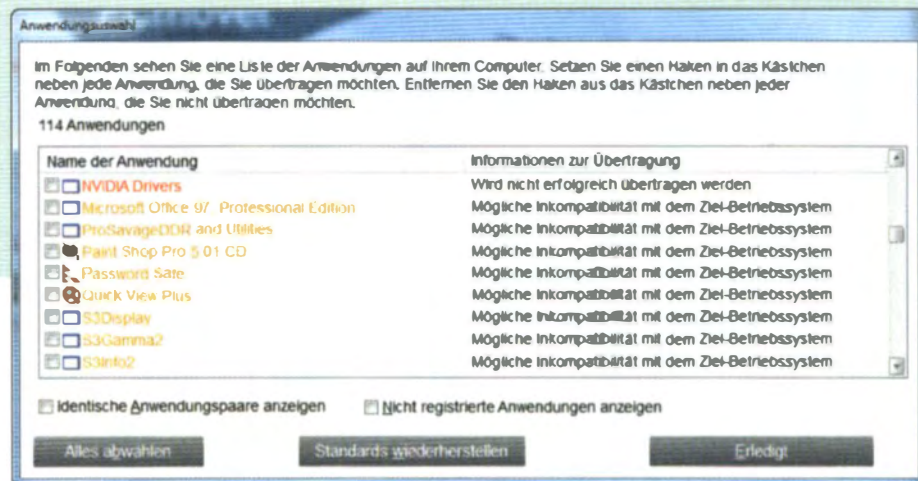 Anwendungsauswahl
Im Folgenden sehen Sie eine Liste der Anwendungen auf Ihrem Computer. Setzen Sie einen Haken in das Kästchen
neben jede Anwendung, die Sie übertragen möchten. Entfernen Sie den Haken aus das Kästchen neben jeder
Anwendung, die Sie nicht übertragen möchten.
114 Anwendungen
Name der Anwendung Informationen zur Übertragung
NVIDIA Drivers Wird nicht erfolgreich übertragen werden
Microsoft Office 97, Professional Edition Mögliche Inkompatibilität mit dem Ziel-Betriebssystem
ProSavageDDR and Utilities Mögliche Inkompatibilität mit dem Ziel-Betriebssystem
Paint Shop Pro 5.01 CD Mögliche Inkompatibilität mit dem Ziel-Betriebssystem
Password Safe Mögliche Inkompatibilität mit dem Ziel-Betriebssystem
Quick View Plus Mögliche Inkompatibilität mit dem Ziel-Betriebssystem
S3Display Mögliche Inkompatibilität mit dem Ziel-Betriebssystem
S3Gamma2 Mögliche Inkompatibilität mit dem Ziel-Betriebssystem
S3Info2 Mögliche Inkompatibilität mit dem Ziel-Betriebssystem
Identische Anwendungspaare anzeigen Nicht registrierte Anwendungen anzeigen
Alles abwählen Standards wiederherstellen Erledigt